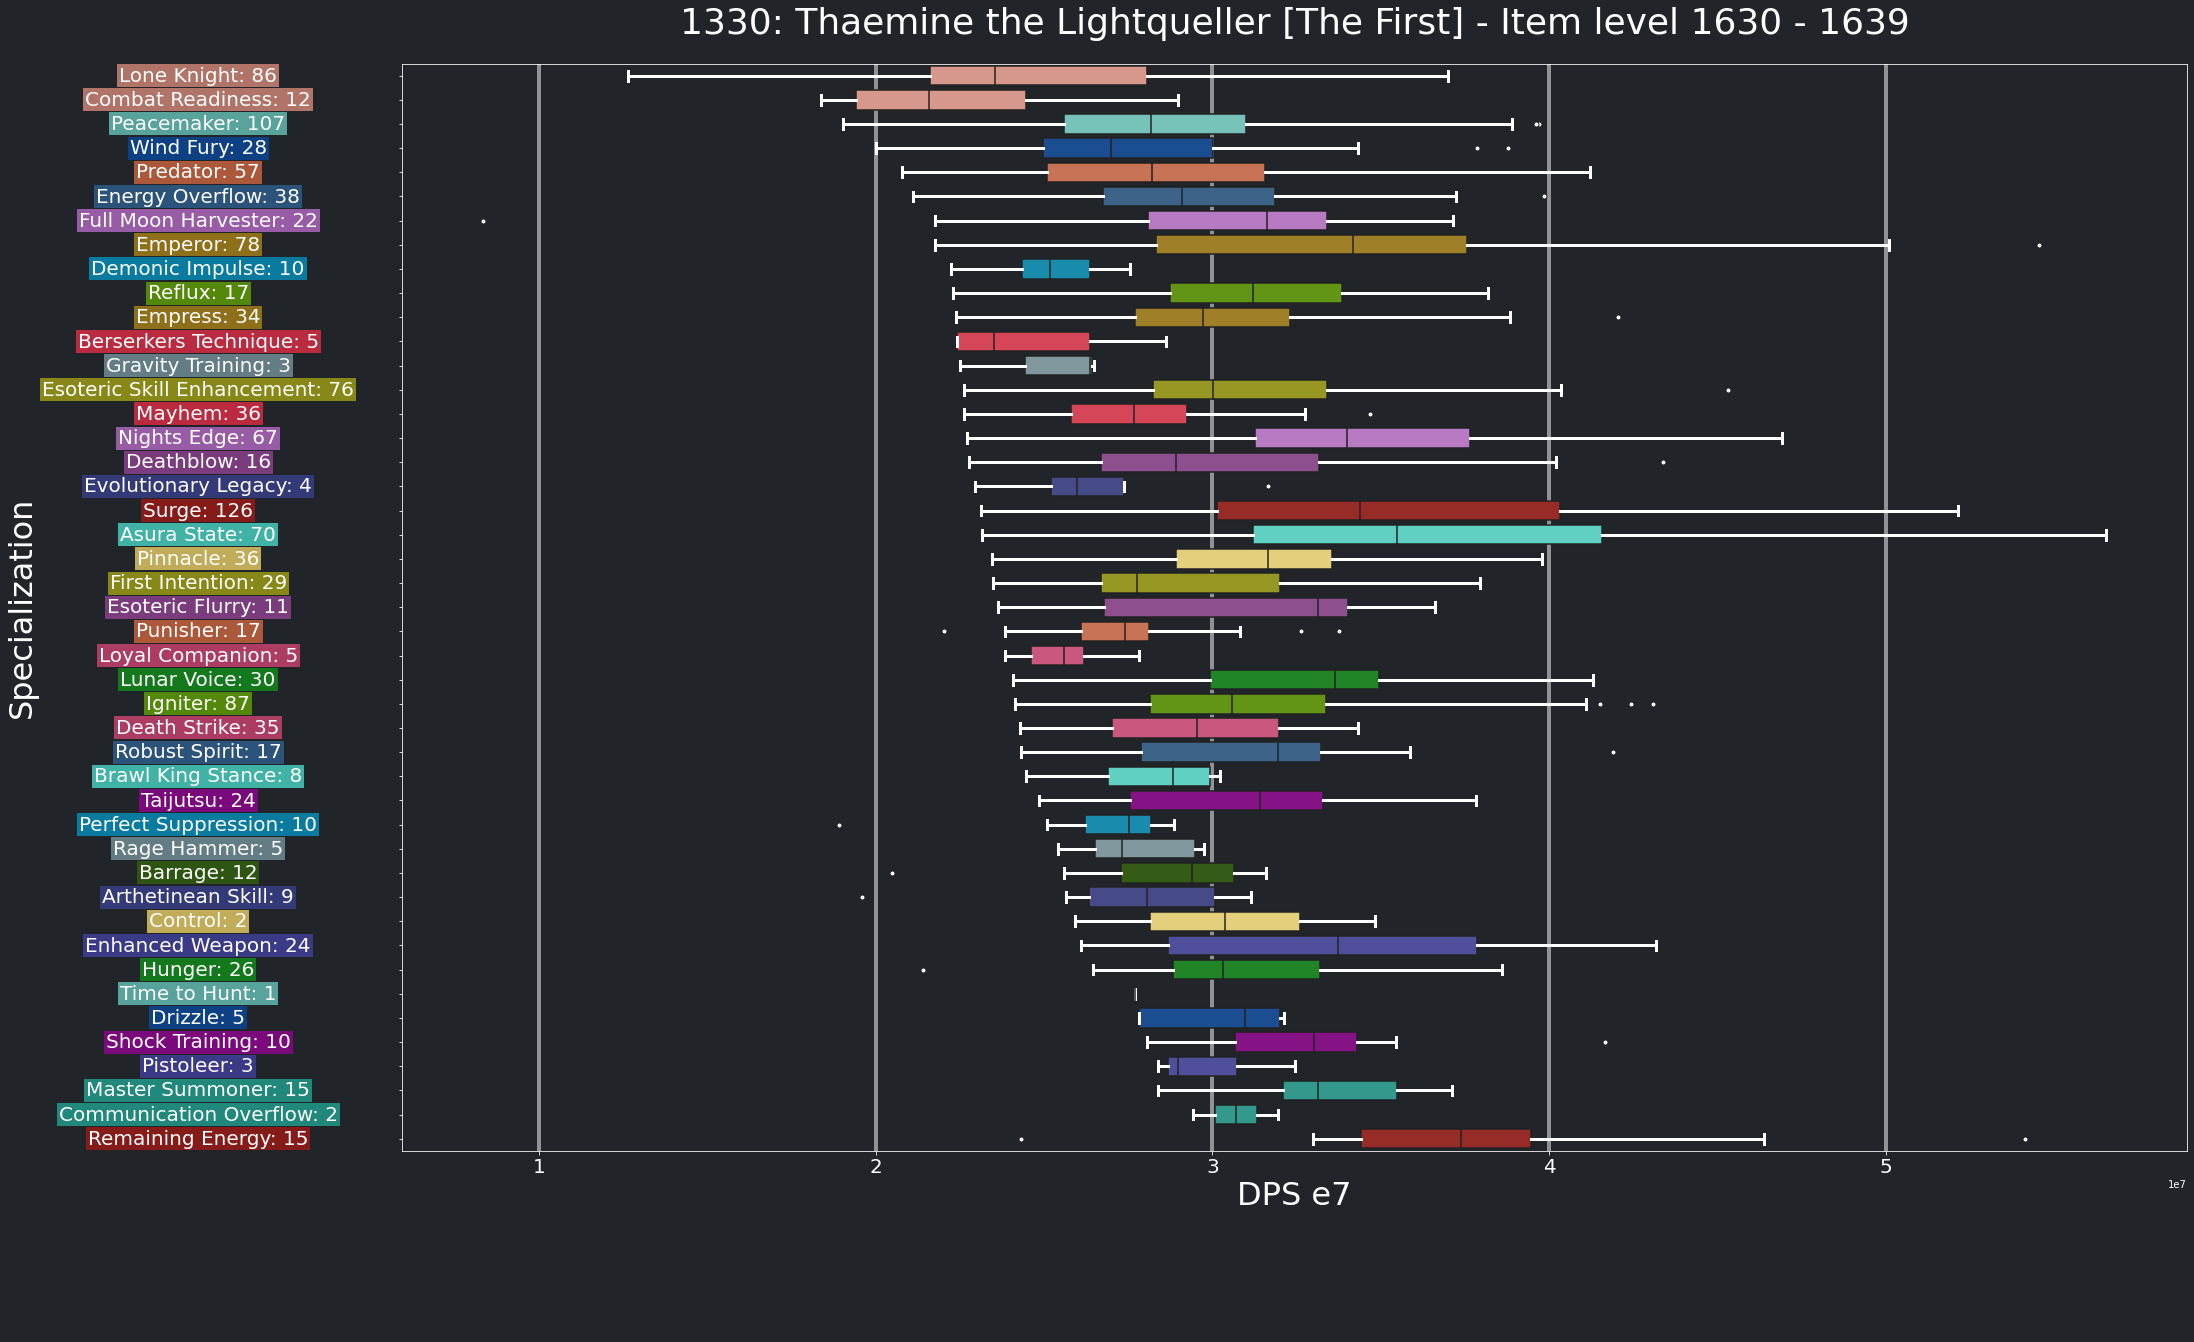 1330: Thaemine the Lightqueller [The First] - Item level 1630 - 1639
Specialization
Lone Knight: 86
Combat Readiness: 12
Peacemaker: 107
Wind Fury: 28
Predator: 57
Energy Overflow: 38
Full Moon Harvester: 22
Emperor: 78
Demonic Impulse: 10
Reflux: 17
Empress: 34
Berserkers Technique: 5
Gravity Training: 3
Esoteric Skill Enhancement: 76
Mayhem: 36
Nights Edge: 67
Deathblow: 16
Evolutionary Legacy: 4
Surge: 126
Asura State: 70
Pinnacle: 36
First Intention: 29
Esoteric Flurry: 11
Punisher: 17
Loyal Companion: 5
Lunar Voice: 30
Igniter: 87
Death Strike: 35
Robust Spirit: 17
Brawl King Stance: 8
Taijutsu: 24
Perfect Suppression: 10
Rage Hammer: 5
Barrage: 12
Arthetinean Skill: 9
Control: 2
Enhanced Weapon: 24
Hunger: 26
Time to Hunt: 1
Drizzle: 5
Shock Training: 10
Pistoleer: 3
Master Summoner: 15
Communication Overflow: 2
Remaining Energy: 15
1 2 3 4 5
1e7
DPS e7